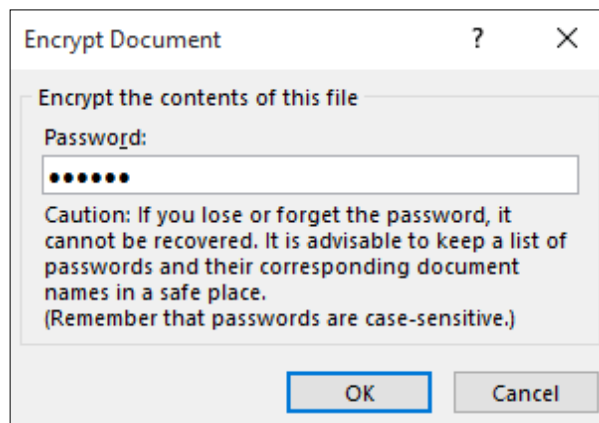 Encrypt Document ?
Encrypt the contents of this file
Password:
●●●●●●
Caution: If you lose or forget the password, it
cannot be recovered. It is advisable to keep a list of
passwords and their corresponding document
names in a safe place.
(Remember that passwords are case-sensitive.)
OK Cancel